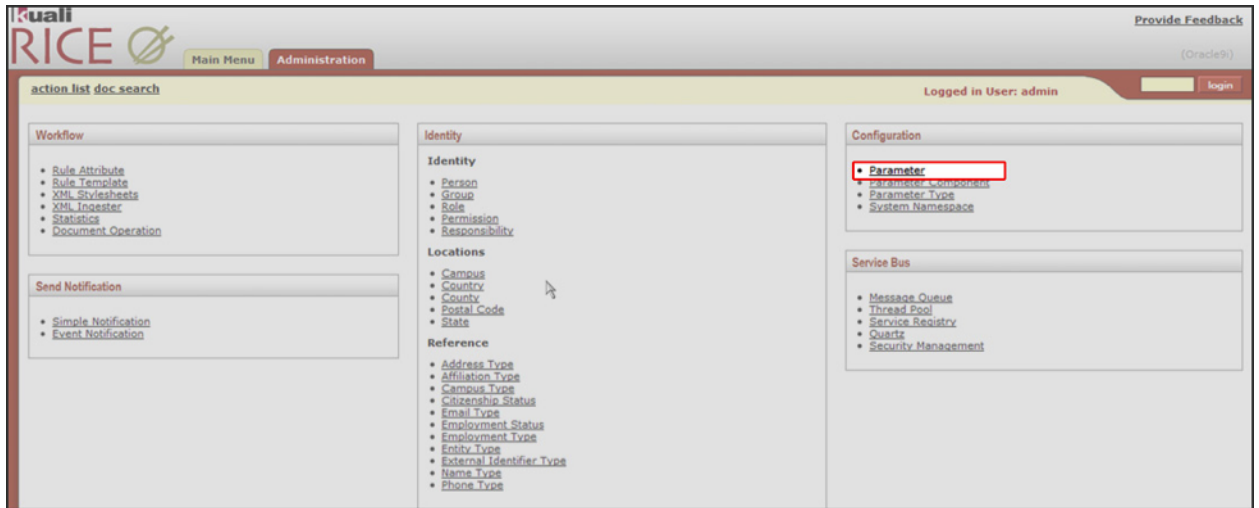 kuali
RICE
Provide Feedback
Main Menu Administration
(Oracle9i)
action list doc search
Logged in User: admin
login
Workflow
Rule Attribute
Rule Template
XML Stylesheets
XML Ingester
Statistics
Document Operation
Send Notification
Simple Notification
Event Notification
Identity
Identity
Person
Group
Role
Permission
Responsibility
Locations
Campus
Country
County
Postal Code
State
Reference
Address Type
Affiliation Type
Campus Type
Citizenship Status
Email Type
Employment Status
Employment Type
Entity Type
External Identifier Type
Name Type
Phone Type
Configuration
Parameter
Parameter Component
Parameter Type
System Namespace
Service Bus
Message Queue
Thread Pool
Service Registry
Quartz
Security Management